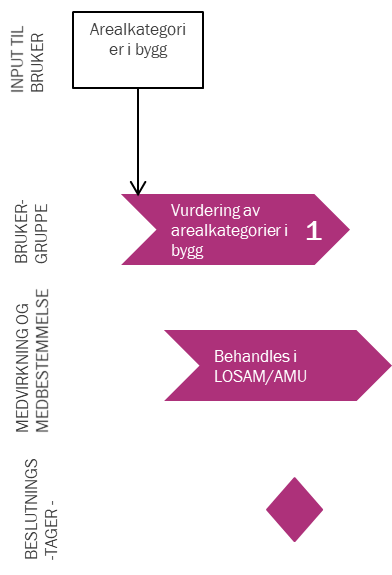 INPUT TIL
BRUKER
Arealkategori
er i bygg
BRUKER-
GRUPPE
Vurdering av
arealkategorier i
bygg
1
MEDVIRKNING OG
MEDBESTEMMELSE
Behandles i
LOSAM/AMU
BESLUTNINGS
-TAGER -